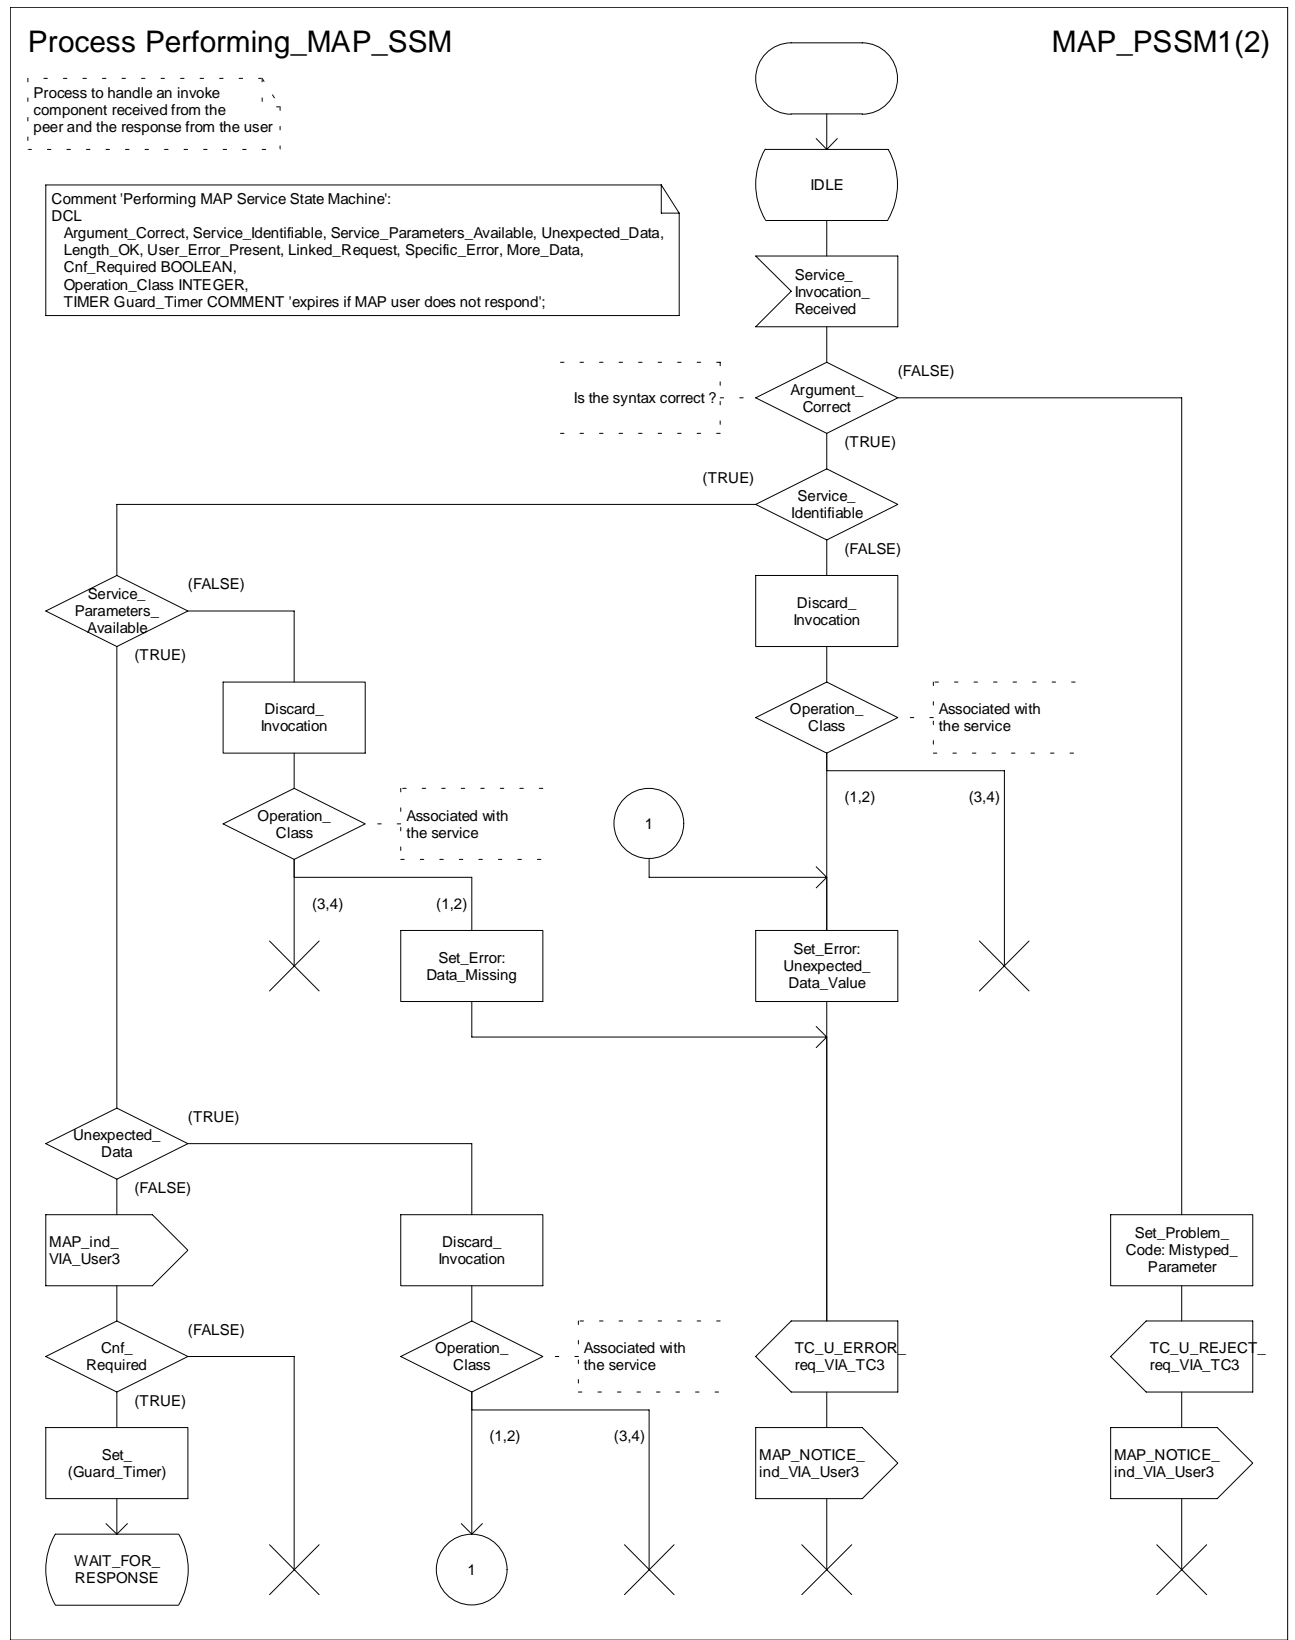 Process Performing_MAP_SSM
MAP_PSSM1(2)
Process to handle an invoke
component received from the
peer and the response from the user
Comment 'Performing MAP Service State Machine':
DCL
Argument_Correct, Service_Identifiable, Service_Parameters_Available, Unexpected_Data,
Length_OK, User_Error_Present, Linked_Request, Specific_Error, More_Data,
Cnf_Required BOOLEAN,
Operation_Class INTEGER,
TIMER Guard_Timer COMMENT 'expires if MAP user does not respond';
IDLE
Service_
Invocation_
Received
Is the syntax correct ?
Argument_
Correct
(FALSE)
(TRUE)
(TRUE)
Service_
Identifiable
(FALSE)
Service_
Parameters_
Available
(FALSE)
(TRUE)
Discard_
Invocation
Discard_
Invocation
Operation_
Class
Associated with
the service
(1,2)
(3,4)
Operation_
Class
Associated with
the service
1
(3,4)
(1,2)
Set_Error:
Data_Missing
Set_Error:
Unexpected_
Data_Value
Unexpected_
Data
(TRUE)
(FALSE)
MAP_ind_
VIA_User3
Discard_
Invocation
Set_Problem_
Code: Mistyped_
Parameter
Cnf_
Required
(FALSE)
(TRUE)
Operation_
Class
Associated with
the service
TC_U_ERROR_
req_VIA_TC3
TC_U_REJECT_
req_VIA_TC3
(1,2)
(3,4)
Set_
(Guard_Timer)
MAP_NOTICE_
ind_VIA_User3
MAP_NOTICE_
ind_VIA_User3
WAIT_FOR_
RESPONSE
1